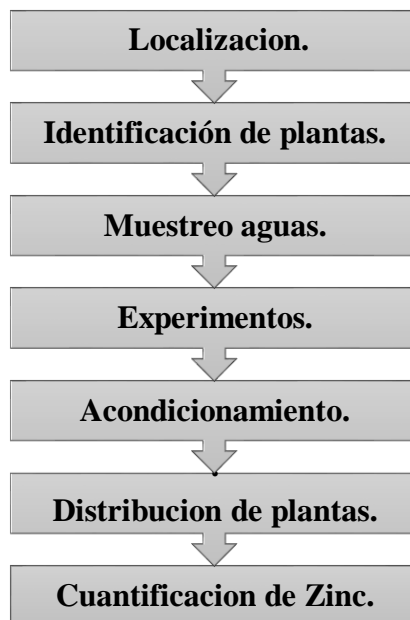 Localizacion.
Identificación de plantas.
Muestreo aguas.
Experimentos.
Acondicionamiento.
Distribucion de plantas.
Cuantificacion de Zinc.